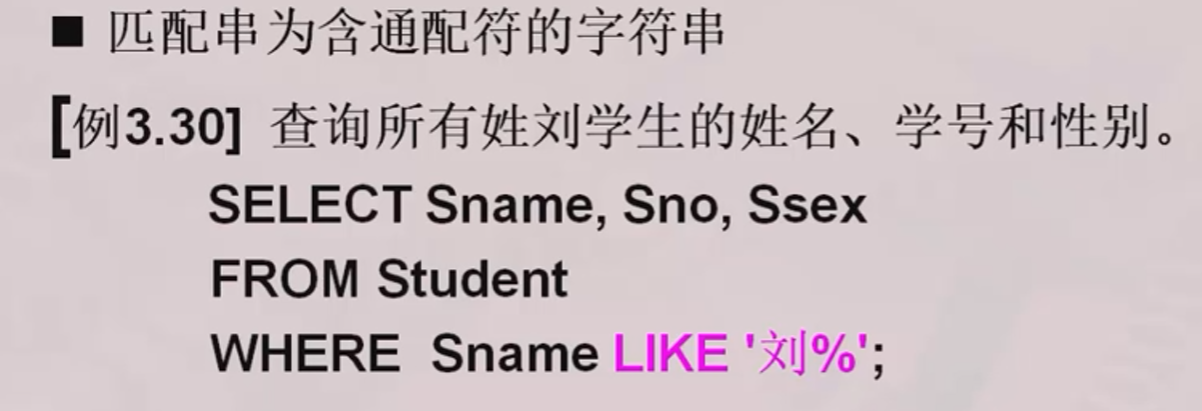 ■ 匹配串为含通配符的字符串
[例3.30] 查询所有姓刘学生的姓名、学号和性别。
SELECT Sname, Sno, Ssex
FROM Student
WHERE Sname LIKE '刘%';